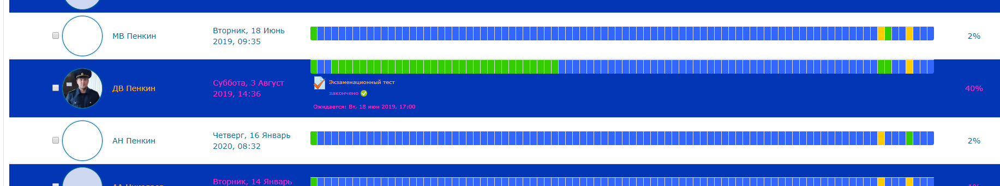 МВ Пенкин
Вторник, 18 Июнь
2019, 09:35
2%
ДВ Пенкин
Суббота, 3 Август
2019, 14:36
Экзаменационный тест
закончено
Ожидается: Вт, 18 июн 2019, 17:00
40%
АН Пенкин
Четверг, 16 Январь
2020, 08:32
2%
Вторник, 14 Январь